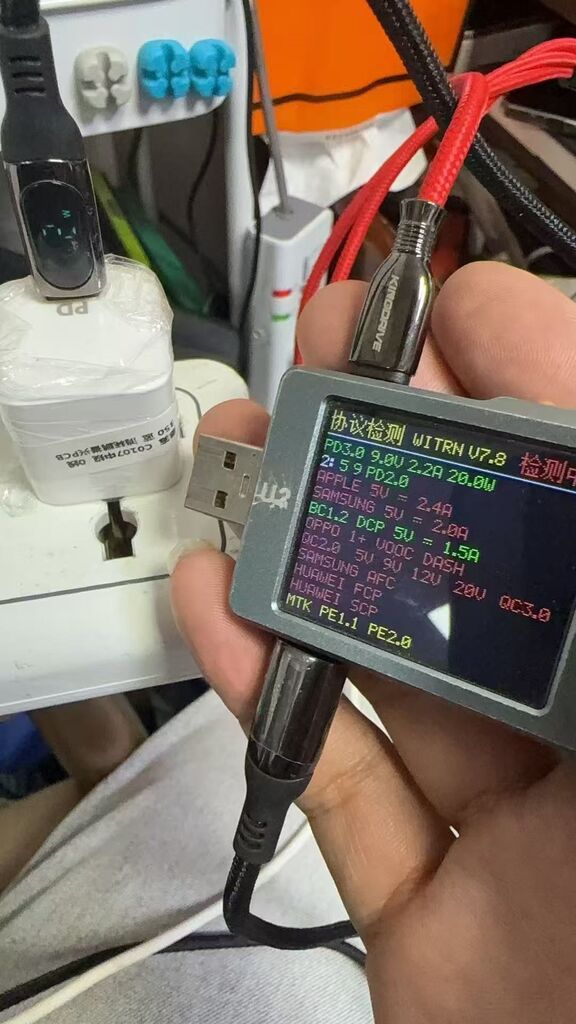 PD
KIRODRIVE
协议检测 WITRN V7.8 检测中
PD3.0 9.0V 2.2A 20.0W
2: 5 9 PD2.0
APPLE 5V = 2.4A
SAMSUNG 5V = 2.0A
BC1.2 DCP 5V = 1.5A
OPPO 1+ VOOC DASH
QC2.0 5V 9V 12V 20V QC3.0
SAMSUNG AFC
HUAWEI FCP
HUAWEI SCP
MTK PE1.1 PE2.0